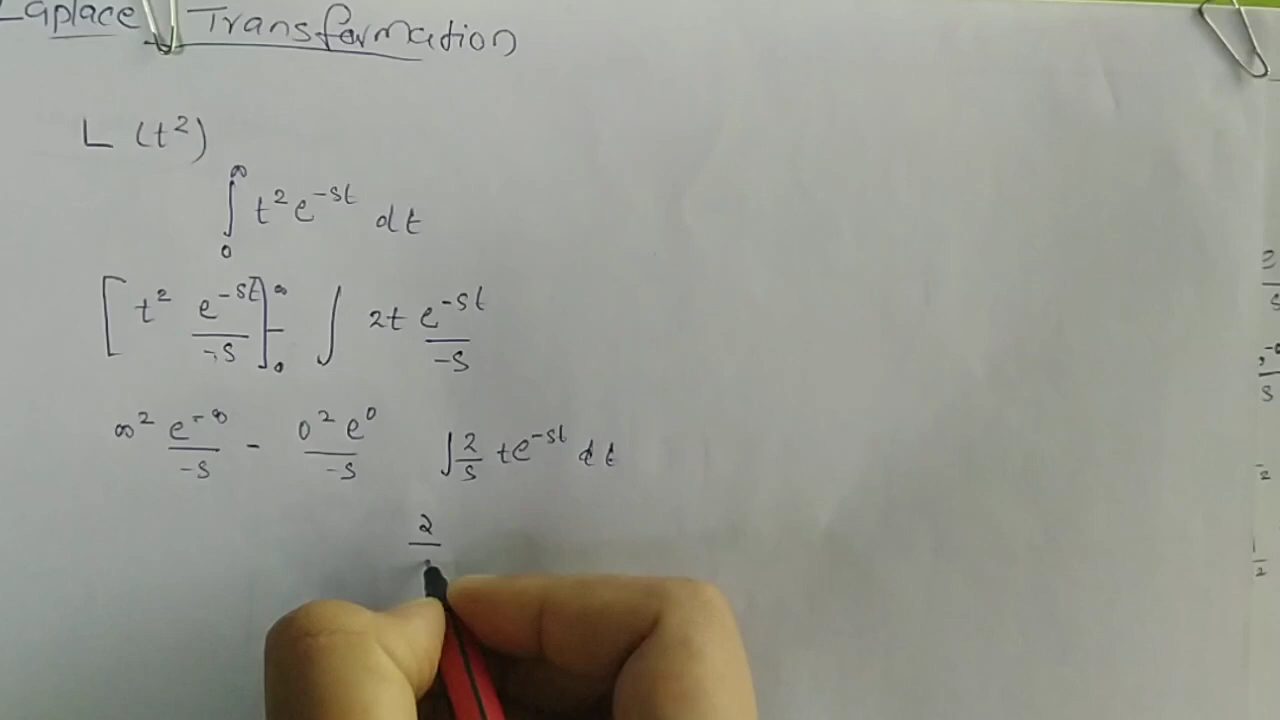 Laplace Transformation
L (t²)
∫₀^∞ t² e^-st dt
[t² e^-st/-s]₀^∞ - ∫ 2t e^-st/-s
∞² e^-∞/-s - 0² e⁰/-s ∫ 2/s t e^-st dt
2